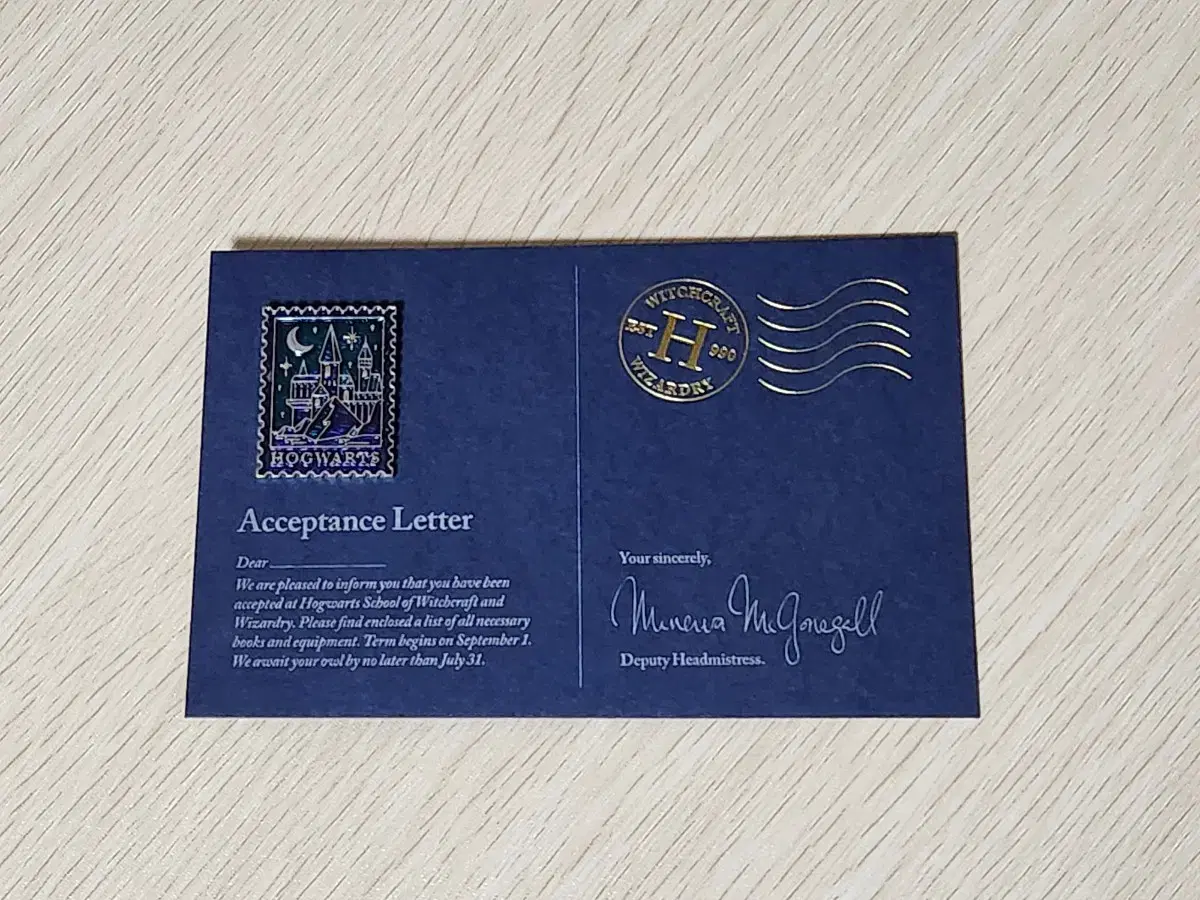 HOGWARTS
Acceptance Letter
Dear
We are pleased to inform you that you have been
accepted at Hogwarts School of Witchcraft and
Wizardry. Please find enclosed a list of all necessary
books and equipment. Term begins on September 1.
We await your owl by no later than July 31.
WITCHCRAFT
EST H 990
WIZARDRY
Your sincerely,
Minerva McGonagall
Deputy Headmistress.